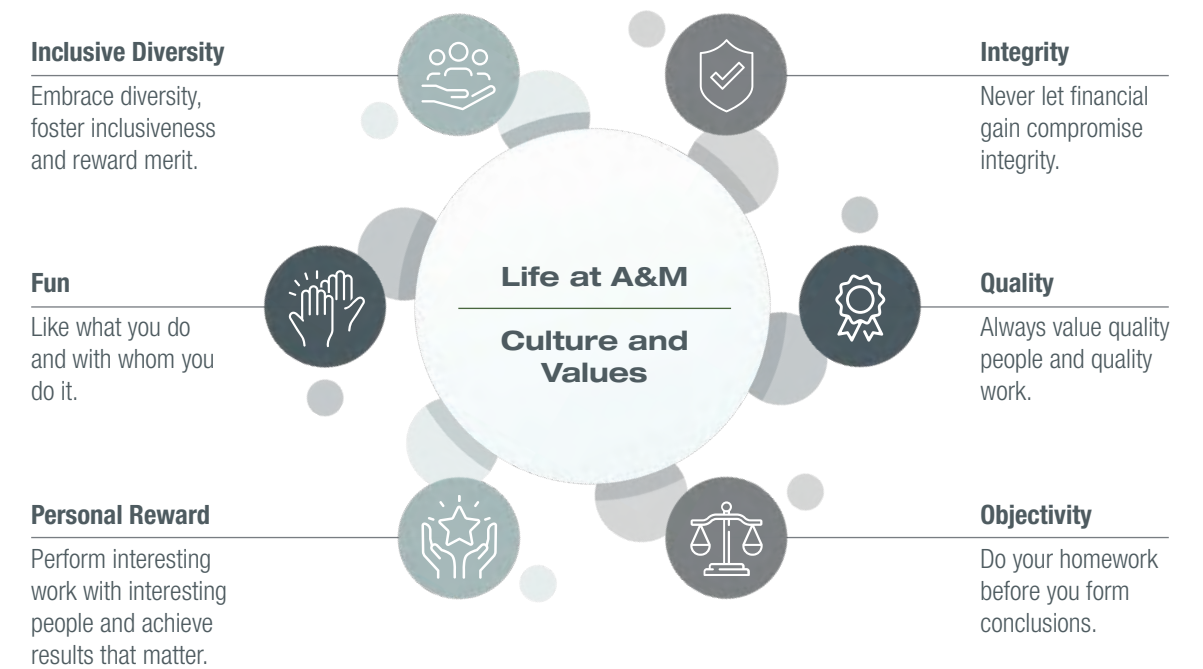 Inclusive Diversity
Embrace diversity,
foster inclusiveness
and reward merit.
Fun
Like what you do
and with whom you
do it.
Personal Reward
Perform interesting
work with interesting
people and achieve
results that matter.
Life at A&M
Culture and
Values
Integrity
Never let financial
gain compromise
integrity.
Quality
Always value quality
people and quality
work.
Objectivity
Do your homework
before you form
conclusions.